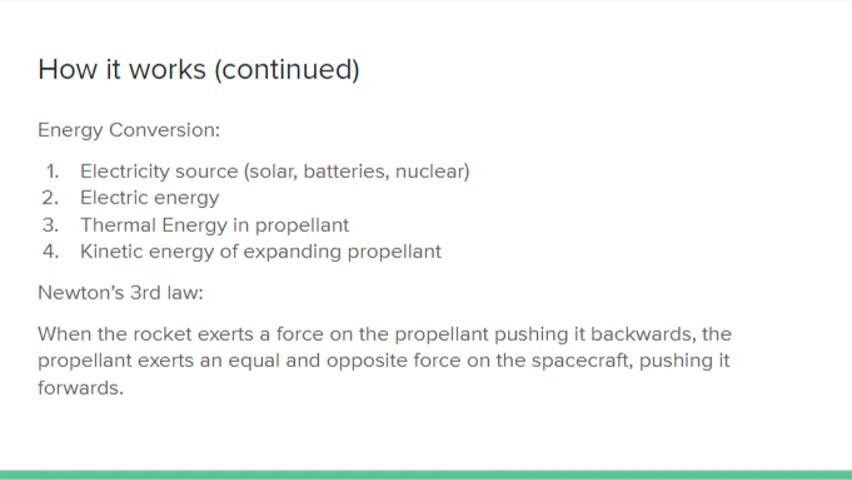 How it works (continued)
Energy Conversion:
1. Electricity source (solar, batteries, nuclear)
2. Electric energy
3. Thermal Energy in propellant
4. Kinetic energy of expanding propellant
Newton's 3rd law:
When the rocket exerts a force on the propellant pushing it backwards, the
propellant exerts an equal and opposite force on the spacecraft, pushing it
forwards.